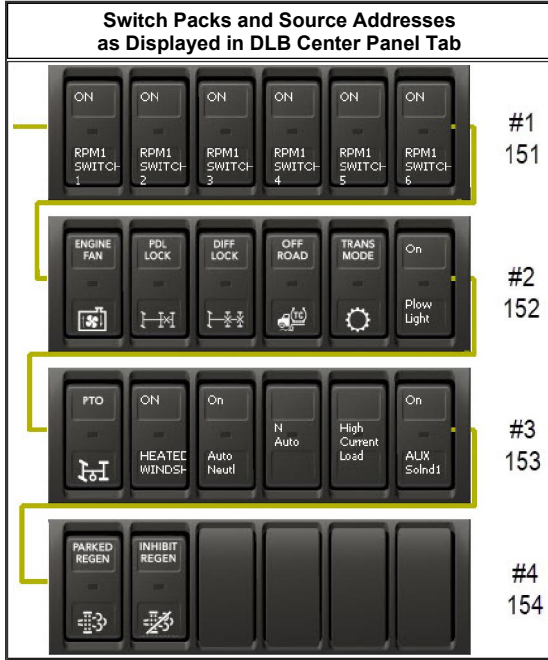 Switch Packs and Source Addresses
as Displayed in DLB Center Panel Tab
ON ON ON ON ON ON
RPM1 RPM1 RPM1 RPM1 RPM1 RPM1
SWITCH SWITCH SWITCH SWITCH SWITCH SWITCH
1 2 3 4 5 6
#1
151
ENGINE PDL DIFF OFF TRANS On
FAN LOCK LOCK ROAD MODE
TC
Plow
Light
#2
152
PTO ON On On
N High
Auto Current
HEATED Auto Load AUX
WINDSH Neutl Solnd1
#3
153
PARKED INHIBIT
REGEN REGEN
#4
154